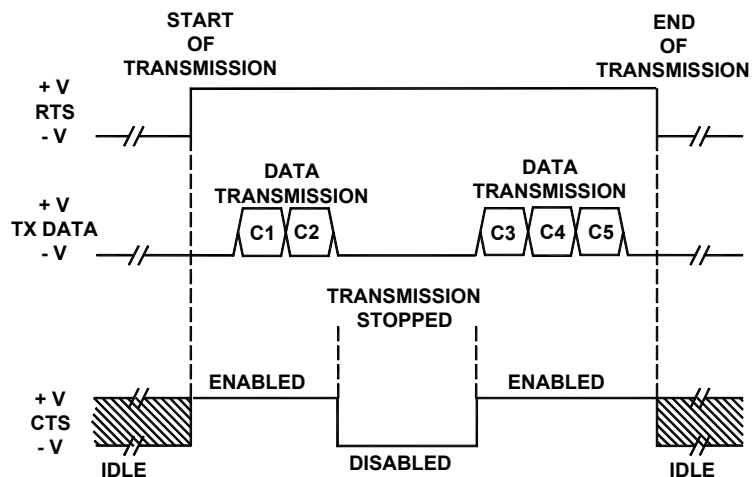 START
OF
TRANSMISSION
END
OF
TRANSMISSION
+ V
RTS
- V
DATA
TRANSMISSION
DATA
TRANSMISSION
+ V
TX DATA
- V
C1 C2 C3 C4 C5
TRANSMISSION
STOPPED
ENABLED ENABLED
+ V
CTS
- V
IDLE DISABLED IDLE